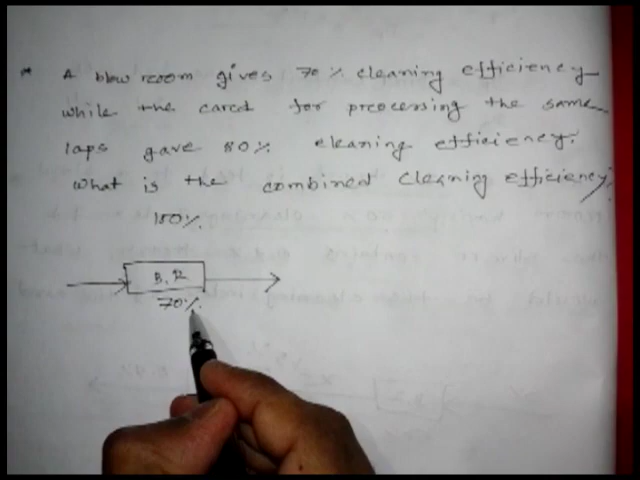 * A blow room gives 70% cleaning efficiency
while the card for processing the same
laps gave 80% cleaning efficiency.
What is the combined cleaning efficiency.
100%.
B.R
70%.